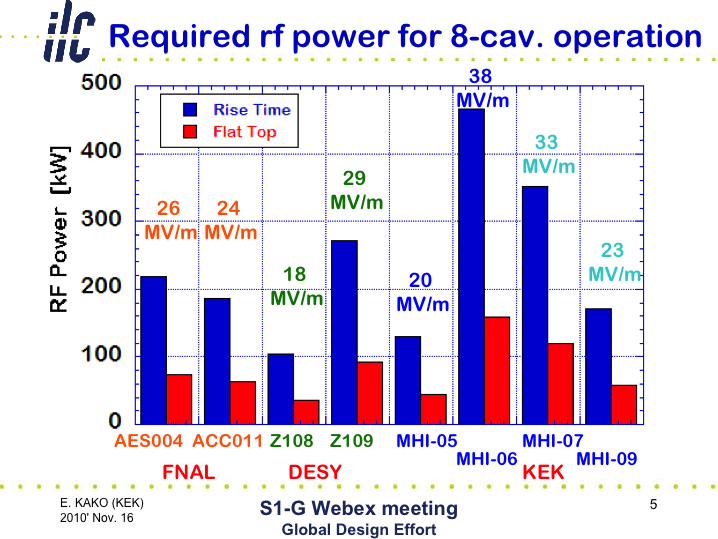 ilc
Required rf power for 8-cav. operation
RF Power [kW]
500
400
300
200
100
0
Rise Time
Flat Top
26
MV/m
24
MV/m
18
MV/m
29
MV/m
20
MV/m
38
MV/m
33
MV/m
23
MV/m
AES004 ACC011 Z108 Z109 MHI-05 MHI-07
MHI-06 MHI-09
FNAL DESY KEK
E. KAKO (KEK)
2010' Nov. 16
S1-G Webex meeting
Global Design Effort
5